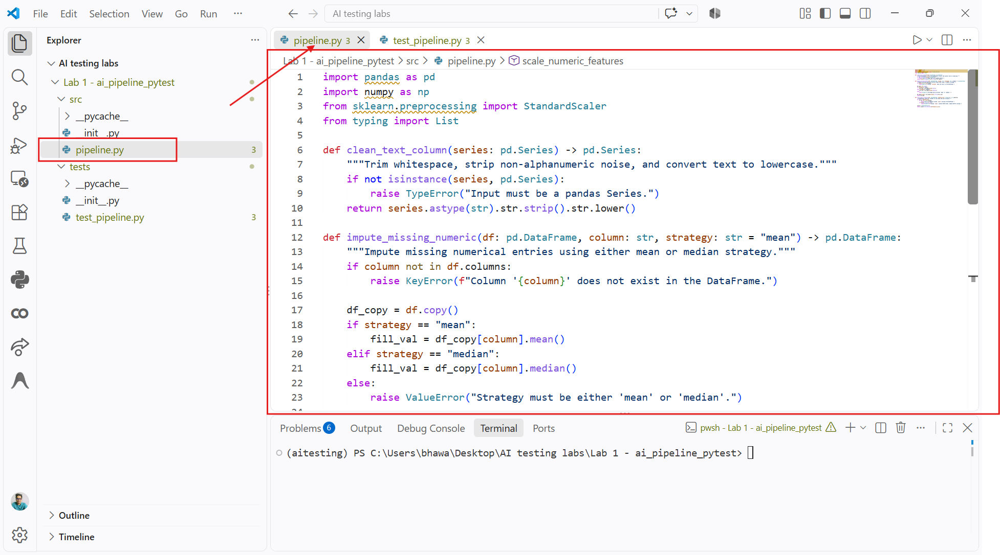 File Edit Selection View Go Run ···
AI testing labs
Explorer
AI testing labs
Lab 1 - ai_pipeline_pytest
src
__pycache__
__init__.py
pipeline.py 3
tests
__pycache__
__init__.py
test_pipeline.py 3
Outline
Timeline
pipeline.py 3 test_pipeline.py 3
Lab 1 - ai_pipeline_pytest > src > pipeline.py > scale_numeric_features
1 import pandas as pd
2 import numpy as np
3 from sklearn.preprocessing import StandardScaler
4 from typing import List
5
6 def clean_text_column(series: pd.Series) -> pd.Series:
7 """Trim whitespace, strip non-alphanumeric noise, and convert text to lowercase."""
8 if not isinstance(series, pd.Series):
9 raise TypeError("Input must be a pandas Series.")
10 return series.astype(str).str.strip().str.lower()
11
12 def impute_missing_numeric(df: pd.DataFrame, column: str, strategy: str = "mean") -> pd.DataFrame:
13 """Impute missing numerical entries using either mean or median strategy."""
14 if column not in df.columns:
15 raise KeyError(f"Column '{column}' does not exist in the DataFrame.")
16
17 df_copy = df.copy()
18 if strategy == "mean":
19 fill_val = df_copy[column].mean()
20 elif strategy == "median":
21 fill_val = df_copy[column].median()
22 else:
23 raise ValueError("Strategy must be either 'mean' or 'median'.")
Problems 6 Output Debug Console Terminal Ports
pwsh - Lab 1 - ai_pipeline_pytest
(aitesting) PS C:\Users\bhawa\Desktop\AI testing labs\Lab 1 - ai_pipeline_pytest>